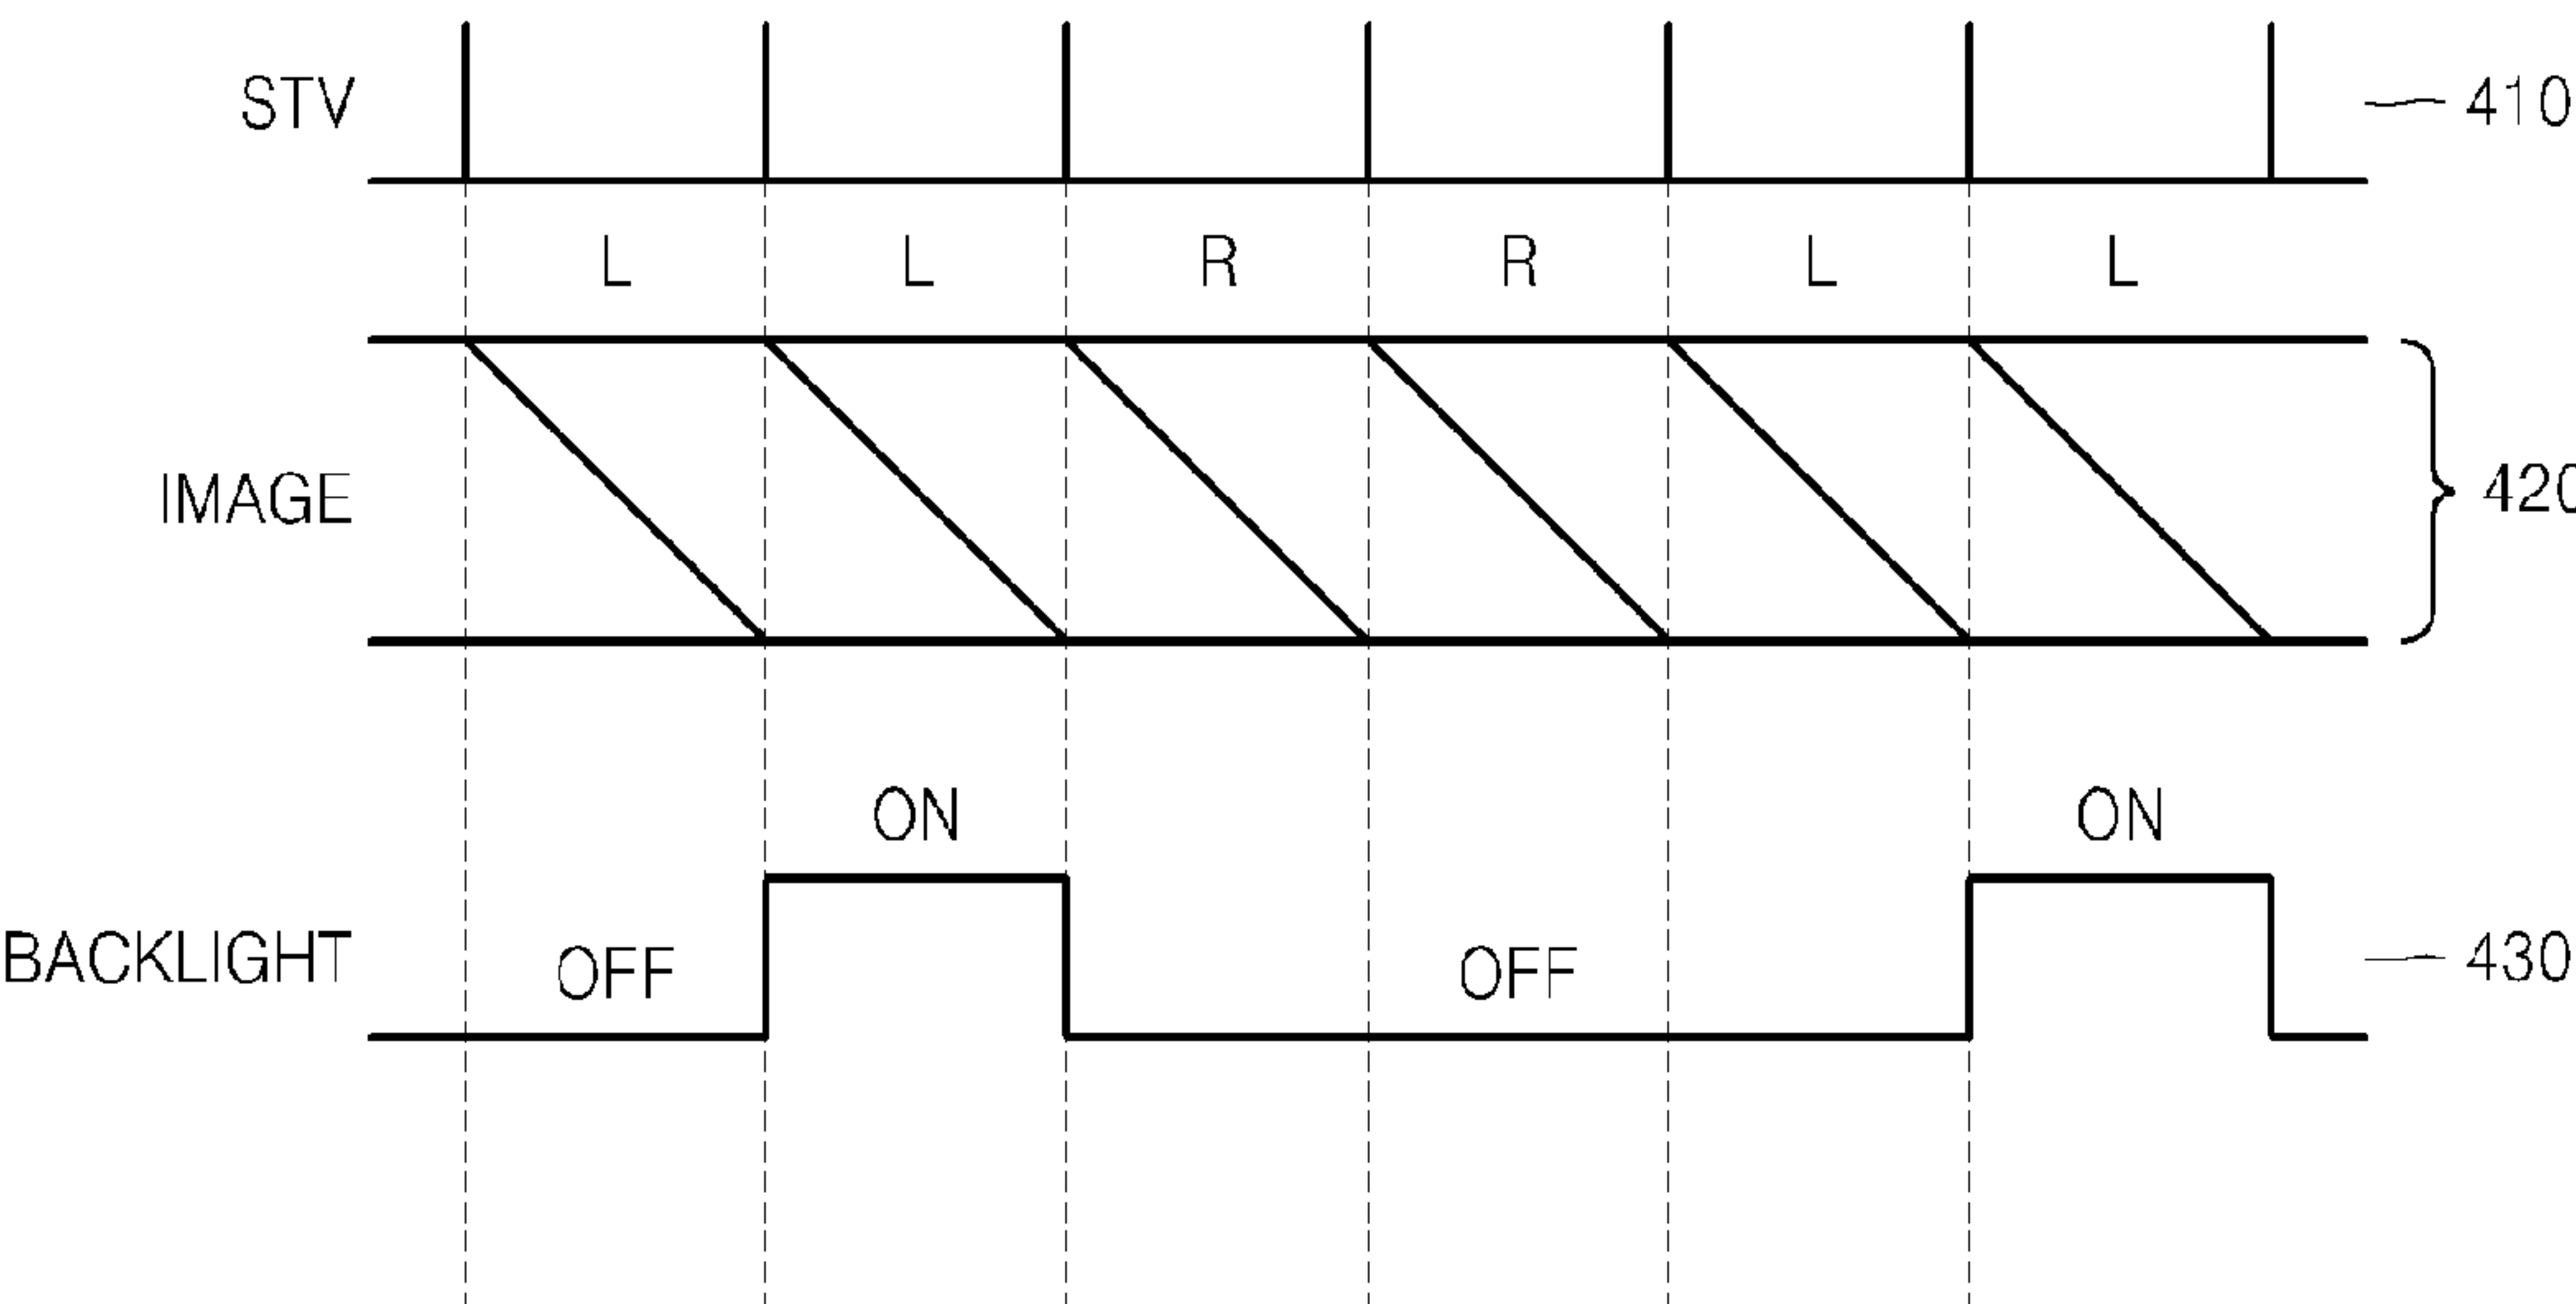 STV 410
L L R R L L
IMAGE 420
ON ON
BACKLIGHT OFF OFF 430